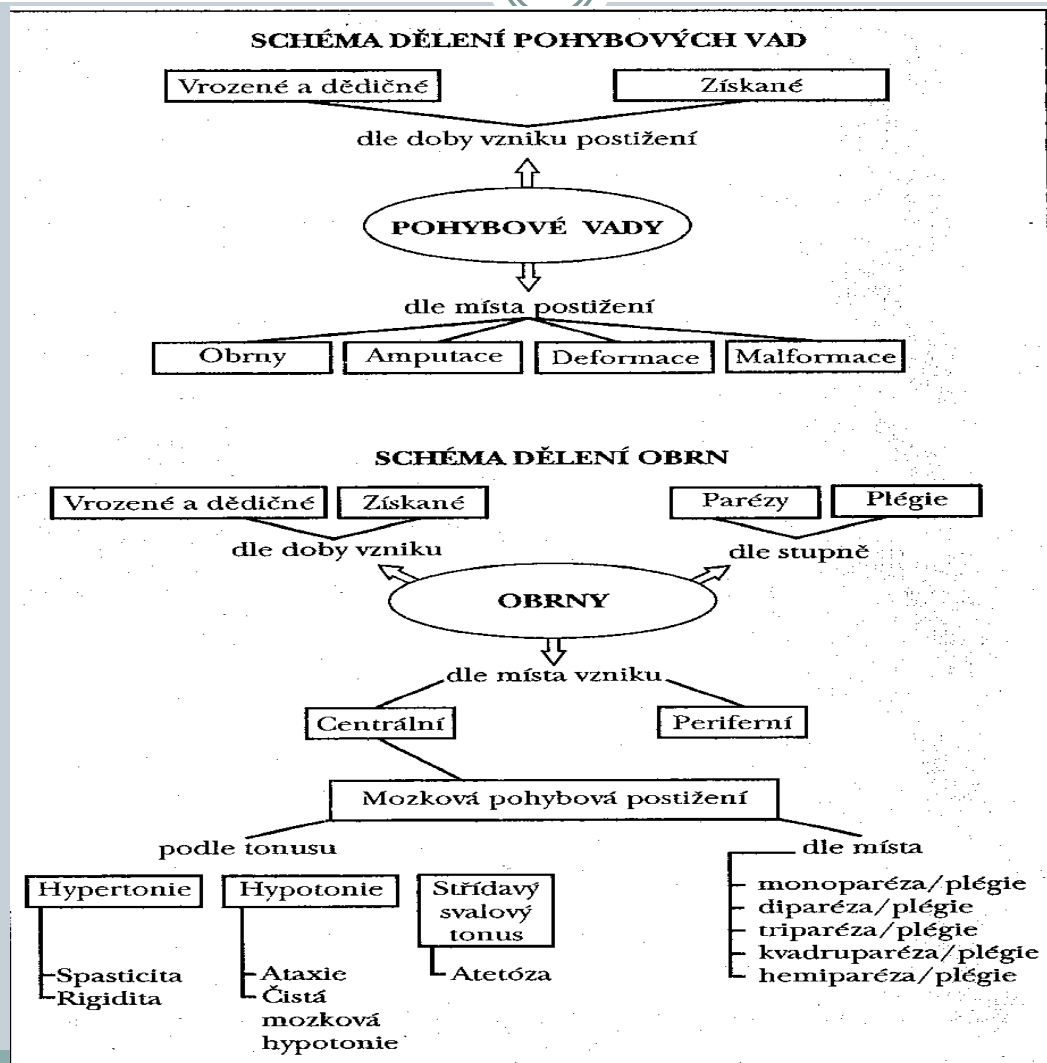 SCHÉMA DĚLENÍ POHYBOVÝCH VAD
Vrozené a dědičné
Získané
dle doby vzniku postižení
POHYBOVÉ VADY
dle místa postižení
Obrny
Amputace
Deformace
Malformace
SCHÉMA DĚLENÍ OBRN
Vrozené a dědičné
Získané
Parézy
Plégie
dle doby vzniku
dle stupně
OBRNY
dle místa vzniku
Centrální
Periferní
Mozková pohybová postižení
podle tonusu
dle místa
Hypertonie
Spasticita
Rigidita
Hypotonie
Ataxie
Čistá
mozková
hypotonie
Střídavý
svalový
tonus
Atetóza
monoparéza/plégie
diparéza/plégie
triparéza/plégie
kvadruparéza/plégie
hemiparéza/plégie